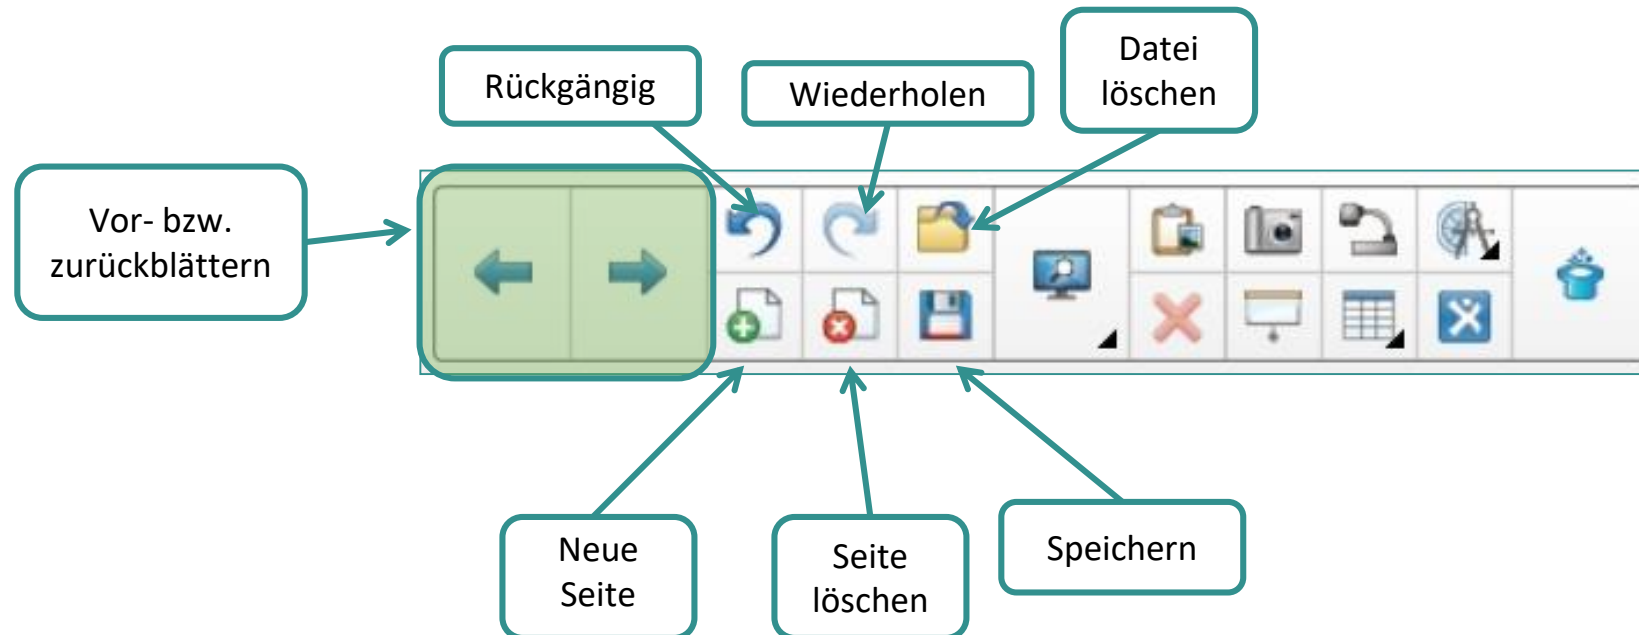 Datei
löschen
Rückgängig
Wiederholen
Vor- bzw.
zurückblättern
Neue
Seite
Seite
löschen
Speichern